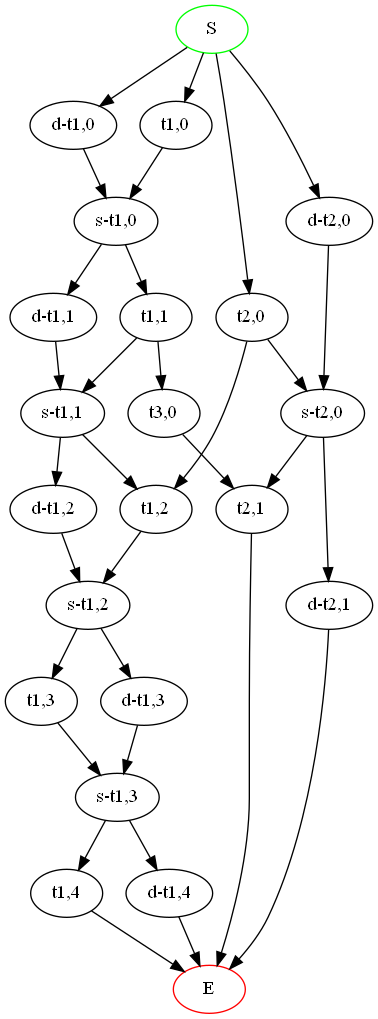 S
d-t1,0
t1,0
d-t2,0
s-t1,0
d-t1,1
t1,1
t2,0
s-t1,1
t3,0
s-t2,0
d-t1,2
t1,2
t2,1
s-t1,2
d-t2,1
t1,3
d-t1,3
s-t1,3
t1,4
d-t1,4
E